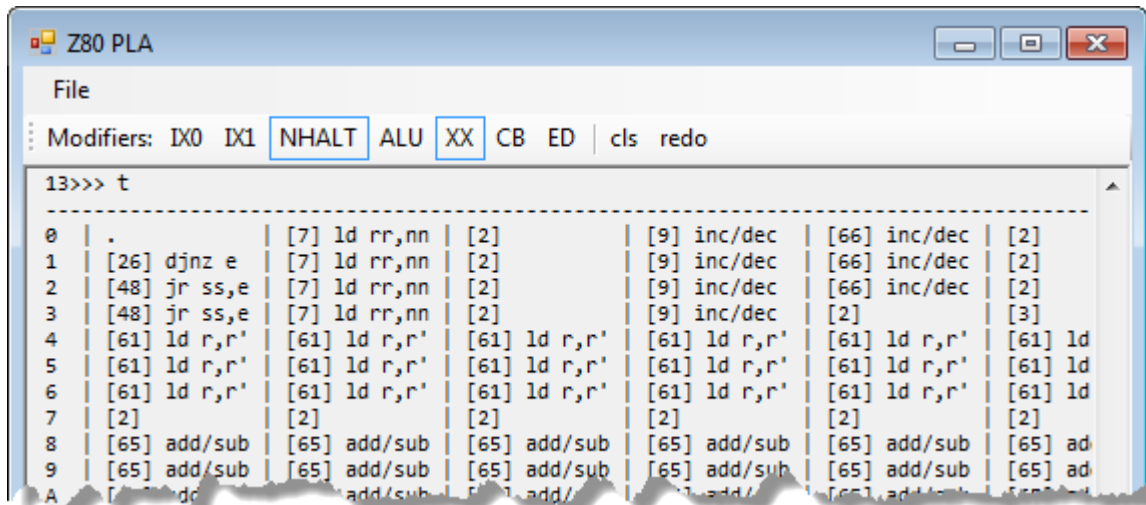 Z80 PLA
File
Modifiers: IX0 IX1 NHALT ALU XX CB ED cls redo
13>>> t
--------------------------------------------------------------------------------
0 | . | [7] ld rr,nn | [2] | [9] inc/dec | [66] inc/dec | [2]
1 | [26] djnz e | [7] ld rr,nn | [2] | [9] inc/dec | [66] inc/dec | [2]
2 | [48] jr ss,e | [7] ld rr,nn | [2] | [9] inc/dec | [66] inc/dec | [2]
3 | [48] jr ss,e | [7] ld rr,nn | [2] | [9] inc/dec | [2] | [3]
4 | [61] ld r,r' | [61] ld r,r' | [61] ld r,r' | [61] ld r,r' | [61] ld r,r' | [61] ld
5 | [61] ld r,r' | [61] ld r,r' | [61] ld r,r' | [61] ld r,r' | [61] ld r,r' | [61] ld
6 | [61] ld r,r' | [61] ld r,r' | [61] ld r,r' | [61] ld r,r' | [61] ld r,r' | [61] ld
7 | [2] | [2] | [2] | [2] | [2] | [2]
8 | [65] add/sub | [65] add/sub | [65] add/sub | [65] add/sub | [65] add/sub | [65] ad
9 | [65] add/sub | [65] add/sub | [65] add/sub | [65] add/sub | [65] add/sub | [65] ad
A